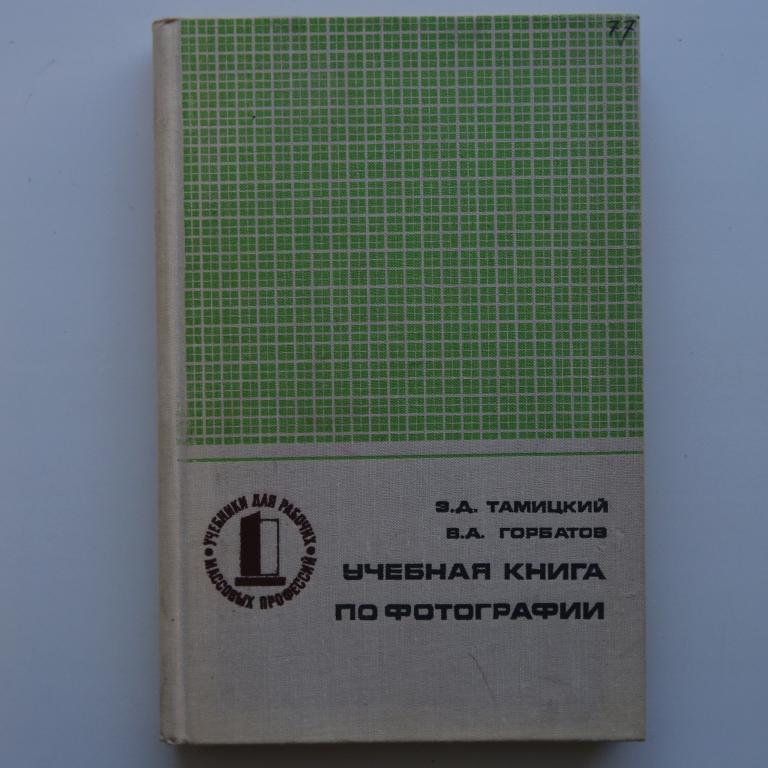 77
Э.Д. ТАМИЦКИЙ
В.А. ГОРБАТОВ
УЧЕБНАЯ КНИГА
ПО ФОТОГРАФИИ
УЧЕБНИКИ ДЛЯ РАБОЧИХ
МАССОВЫХ ПРОФЕССИЙ